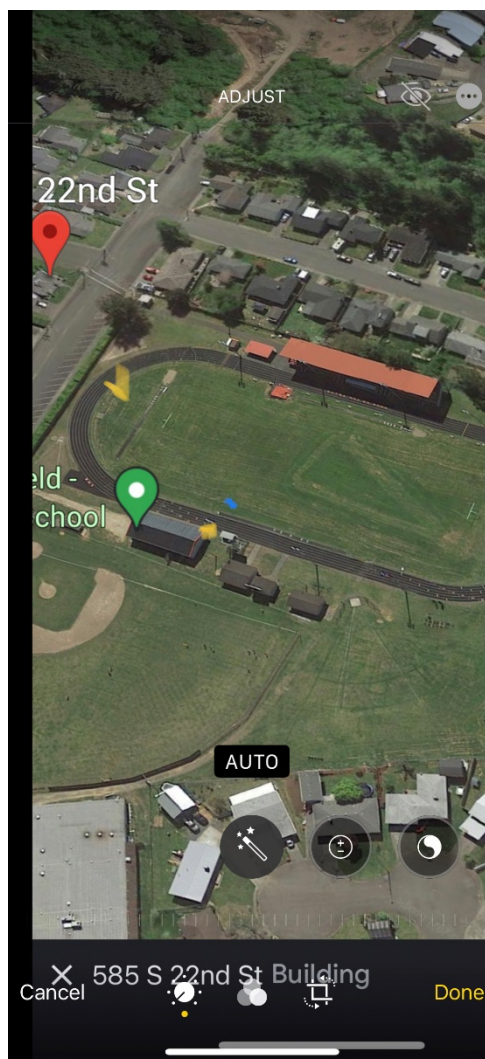 ADJUST
22nd St
eld -
chool
AUTO
585 S 22nd St Building
Cancel
Done